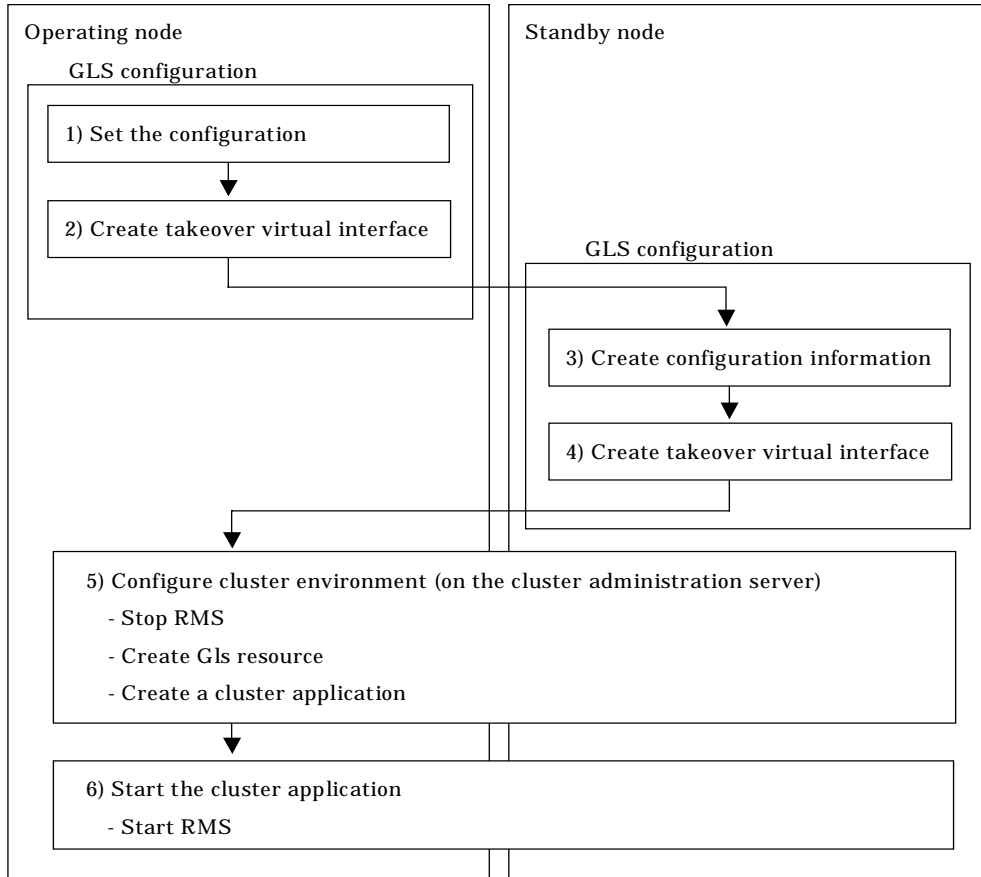 Operating node
GLS configuration
1) Set the configuration
2) Create takeover virtual interface
Standby node
GLS configuration
3) Create configuration information
4) Create takeover virtual interface
5) Configure cluster environment (on the cluster administration server)
- Stop RMS
- Create Gls resource
- Create a cluster application
6) Start the cluster application
- Start RMS